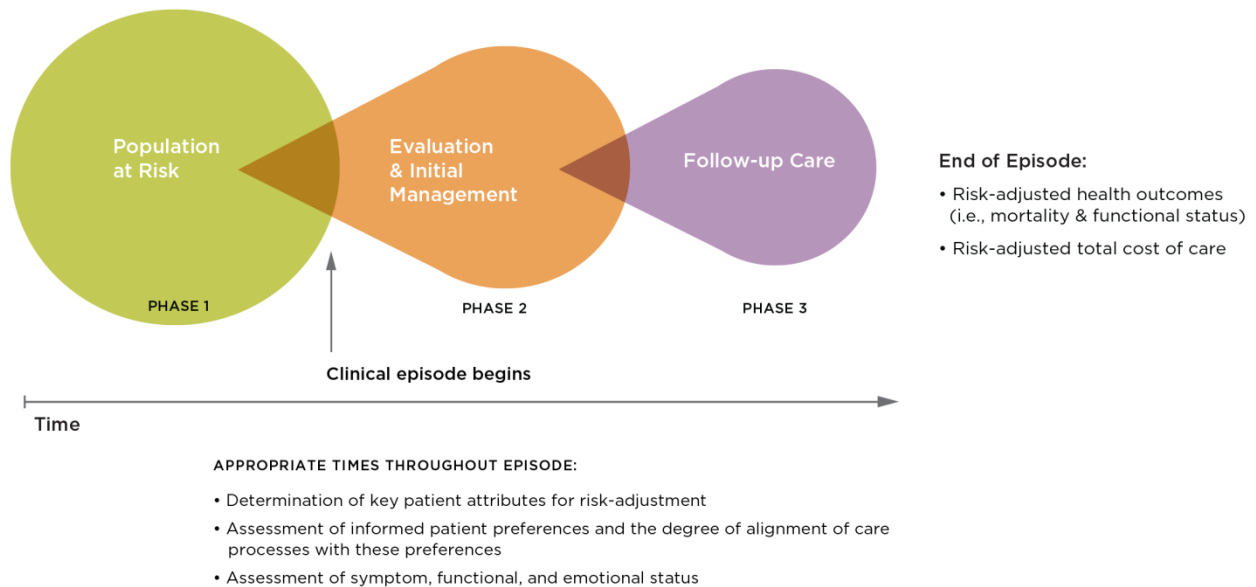 Population
at Risk
Evaluation
& Initial
Management
Follow-up Care
PHASE 1
PHASE 2
PHASE 3
Clinical episode begins
Time
End of Episode:
• Risk-adjusted health outcomes
(i.e., mortality & functional status)
• Risk-adjusted total cost of care
APPROPRIATE TIMES THROUGHOUT EPISODE:
• Determination of key patient attributes for risk-adjustment
• Assessment of informed patient preferences and the degree of alignment of care
processes with these preferences
• Assessment of symptom, functional, and emotional status